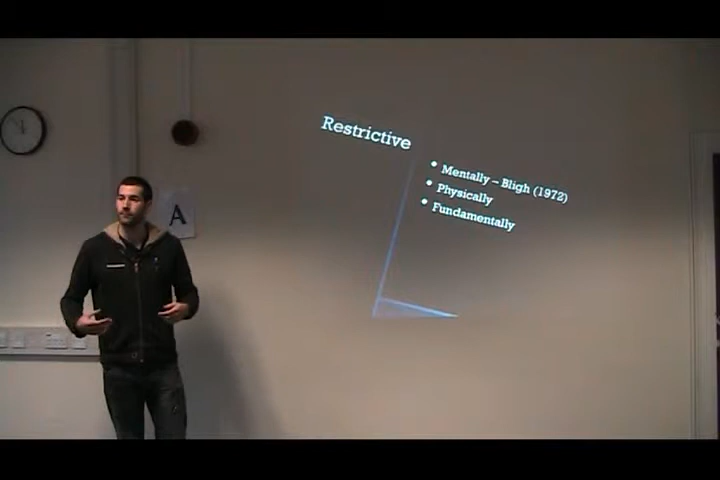 Restrictive
• Mentally – Bligh (1972)
• Physically
• Fundamentally
A